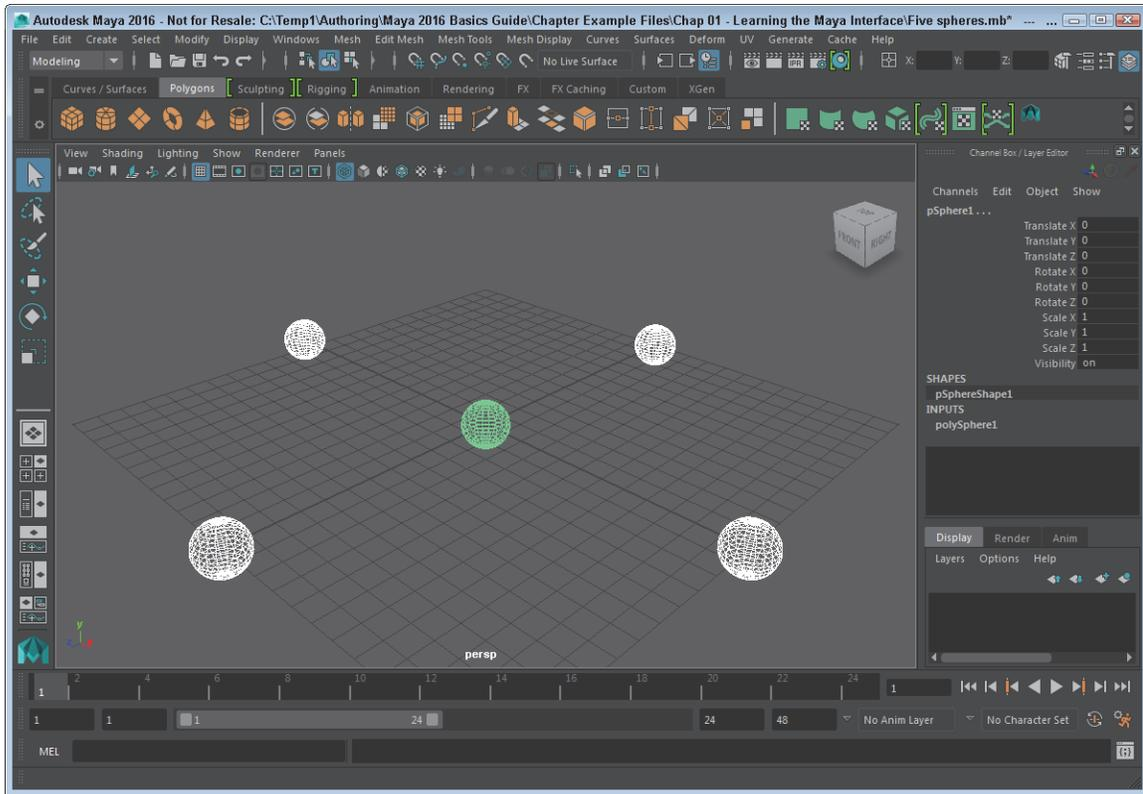 Autodesk Maya 2016 - Not for Resale: C:\Temp1\Authoring\Maya 2016 Basics Guide\Chapter Example Files\Chap 01 - Learning the Maya Interface\Five spheres.mb* --- ...
File Edit Create Select Modify Display Windows Mesh Edit Mesh Mesh Tools Mesh Display Curves Surfaces Deform UV Generate Cache Help
Modeling No Live Surface IPR X: Y: Z:
Curves / Surfaces Polygons Sculpting Rigging Animation Rendering FX FX Caching Custom XGen
View Shading Lighting Show Renderer Panels
Channel Box / Layer Editor
Channels Edit Object Show
pSphere1 . . .
Translate X 0
Translate Y 0
Translate Z 0
Rotate X 0
Rotate Y 0
Rotate Z 0
Scale X 1
Scale Y 1
Scale Z 1
Visibility on
SHAPES
pSphereShape1
INPUTS
polySphere1
TOP
FRONT RIGHT
Display Render Anim
Layers Options Help
y
z x
persp
1 2 4 6 8 10 12 14 16 18 20 22 24 1
1 1 1 24 24 48 No Anim Layer No Character Set
MEL